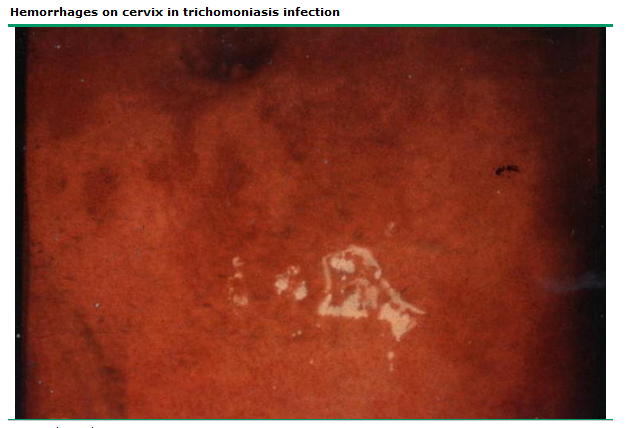 Hemorrhages on cervix in trichomoniasis infection